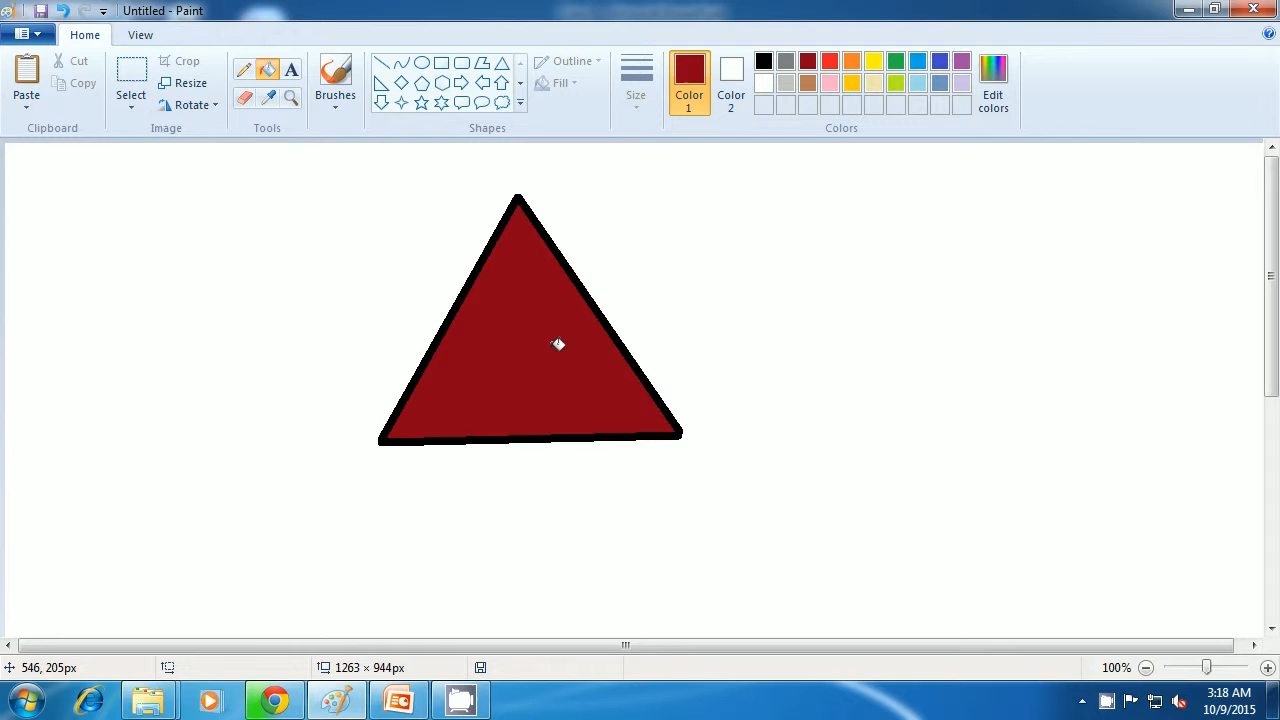 Untitled - Paint
Home View
Paste
Cut
Copy
Clipboard
Select
Crop
Resize
Rotate
Image
A
Tools
Brushes
Outline
Fill
Shapes
Size
Color 1
Color 2
Edit colors
Colors
546, 205px
1263 × 944px
100%
3:18 AM
10/9/2015